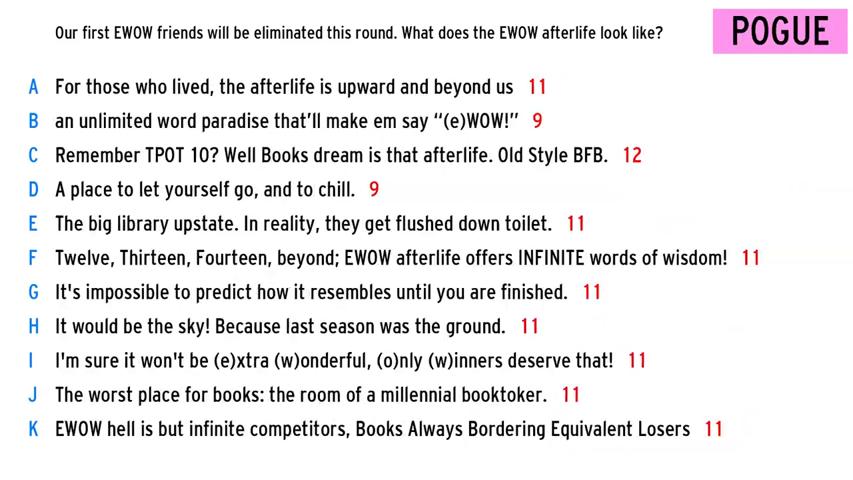 Our first EWOW friends will be eliminated this round. What does the EWOW afterlife look like?
POGUE
A For those who lived, the afterlife is upward and beyond us 11
B an unlimited word paradise that'll make em say "(e)WOW!" 9
C Remember TPOT 10? Well Books dream is that afterlife. Old Style BFB. 12
D A place to let yourself go, and to chill. 9
E The big library upstate. In reality, they get flushed down toilet. 11
F Twelve, Thirteen, Fourteen, beyond; EWOW afterlife offers INFINITE words of wisdom! 11
G It's impossible to predict how it resembles until you are finished. 11
H It would be the sky! Because last season was the ground. 11
I I'm sure it won't be (e)xtra (w)onderful, (o)nly (w)inners deserve that! 11
J The worst place for books: the room of a millennial booktoker. 11
K EWOW hell is but infinite competitors, Books Always Bordering Equivalent Losers 11